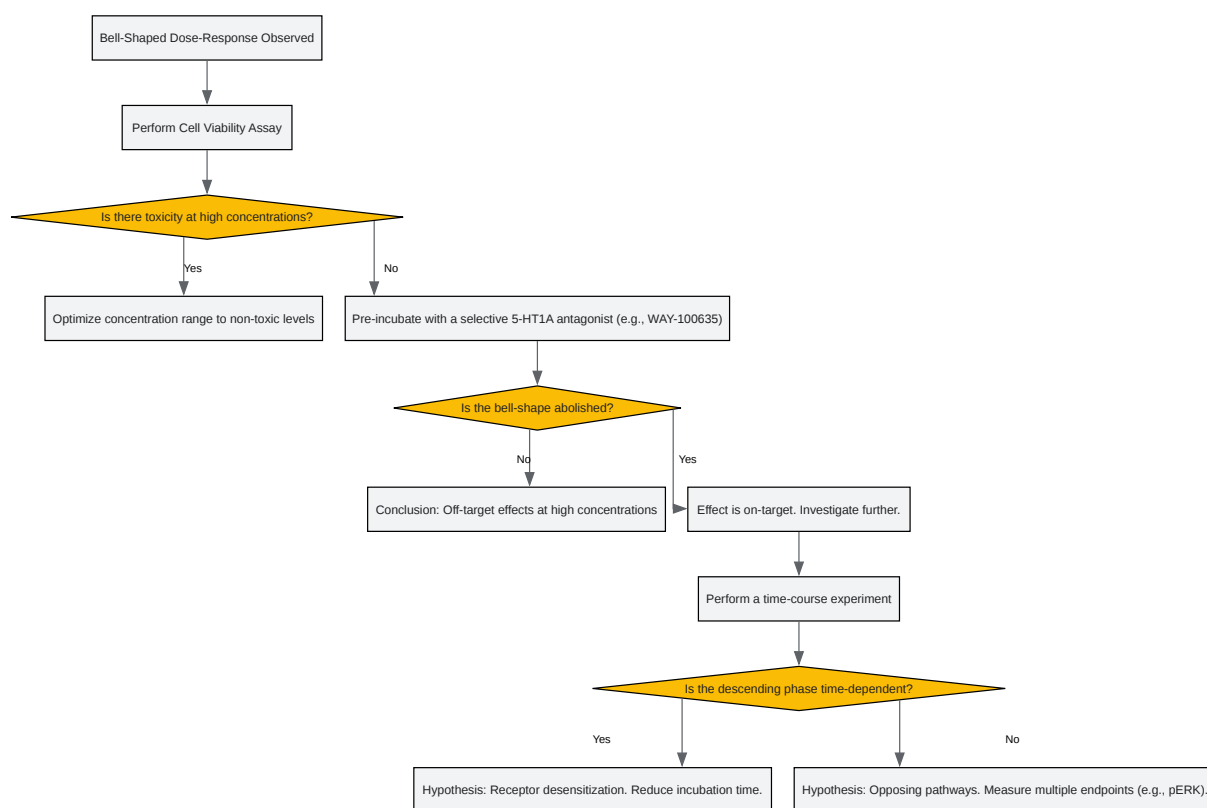 Bell-Shaped Dose-Response Observed
Perform Cell Viability Assay
Is there toxicity at high concentrations?
Yes
No
Optimize concentration range to non-toxic levels
Pre-incubate with a selective 5-HT1A antagonist (e.g., WAY-100635)
Is the bell-shape abolished?
No
Yes
Conclusion: Off-target effects at high concentrations
Effect is on-target. Investigate further.
Perform a time-course experiment
Is the descending phase time-dependent?
Yes
No
Hypothesis: Receptor desensitization. Reduce incubation time.
Hypothesis: Opposing pathways. Measure multiple endpoints (e.g., pERK).